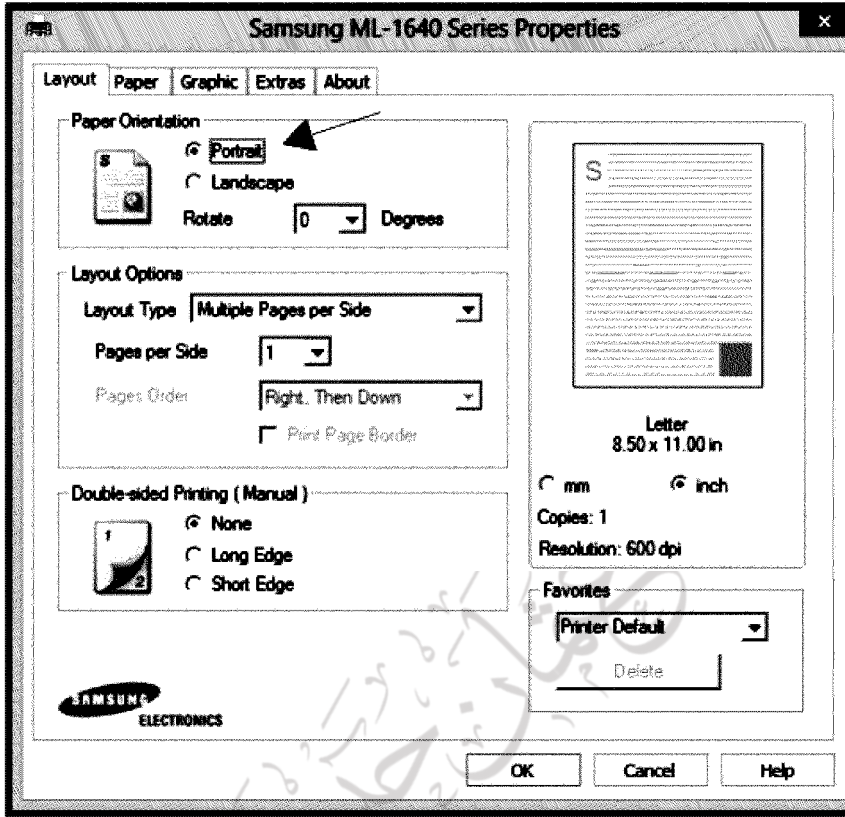 Samsung ML-1640 Series Properties
Layout Paper Graphic Extras About
Paper Orientation
S
Portrait
Landscape
Rotate 0 Degrees
Layout Options
Layout Type Multiple Pages per Side
Pages per Side 1
Pages Order Right, Then Down
Print Page Border
Double-sided Printing ( Manual )
1
2
None
Long Edge
Short Edge
SAMSUNG
ELECTRONICS
S
Letter
8.50 x 11.00 in
mm inch
Copies: 1
Resolution: 600 dpi
Favorites
Printer Default
Delete
OK Cancel Help